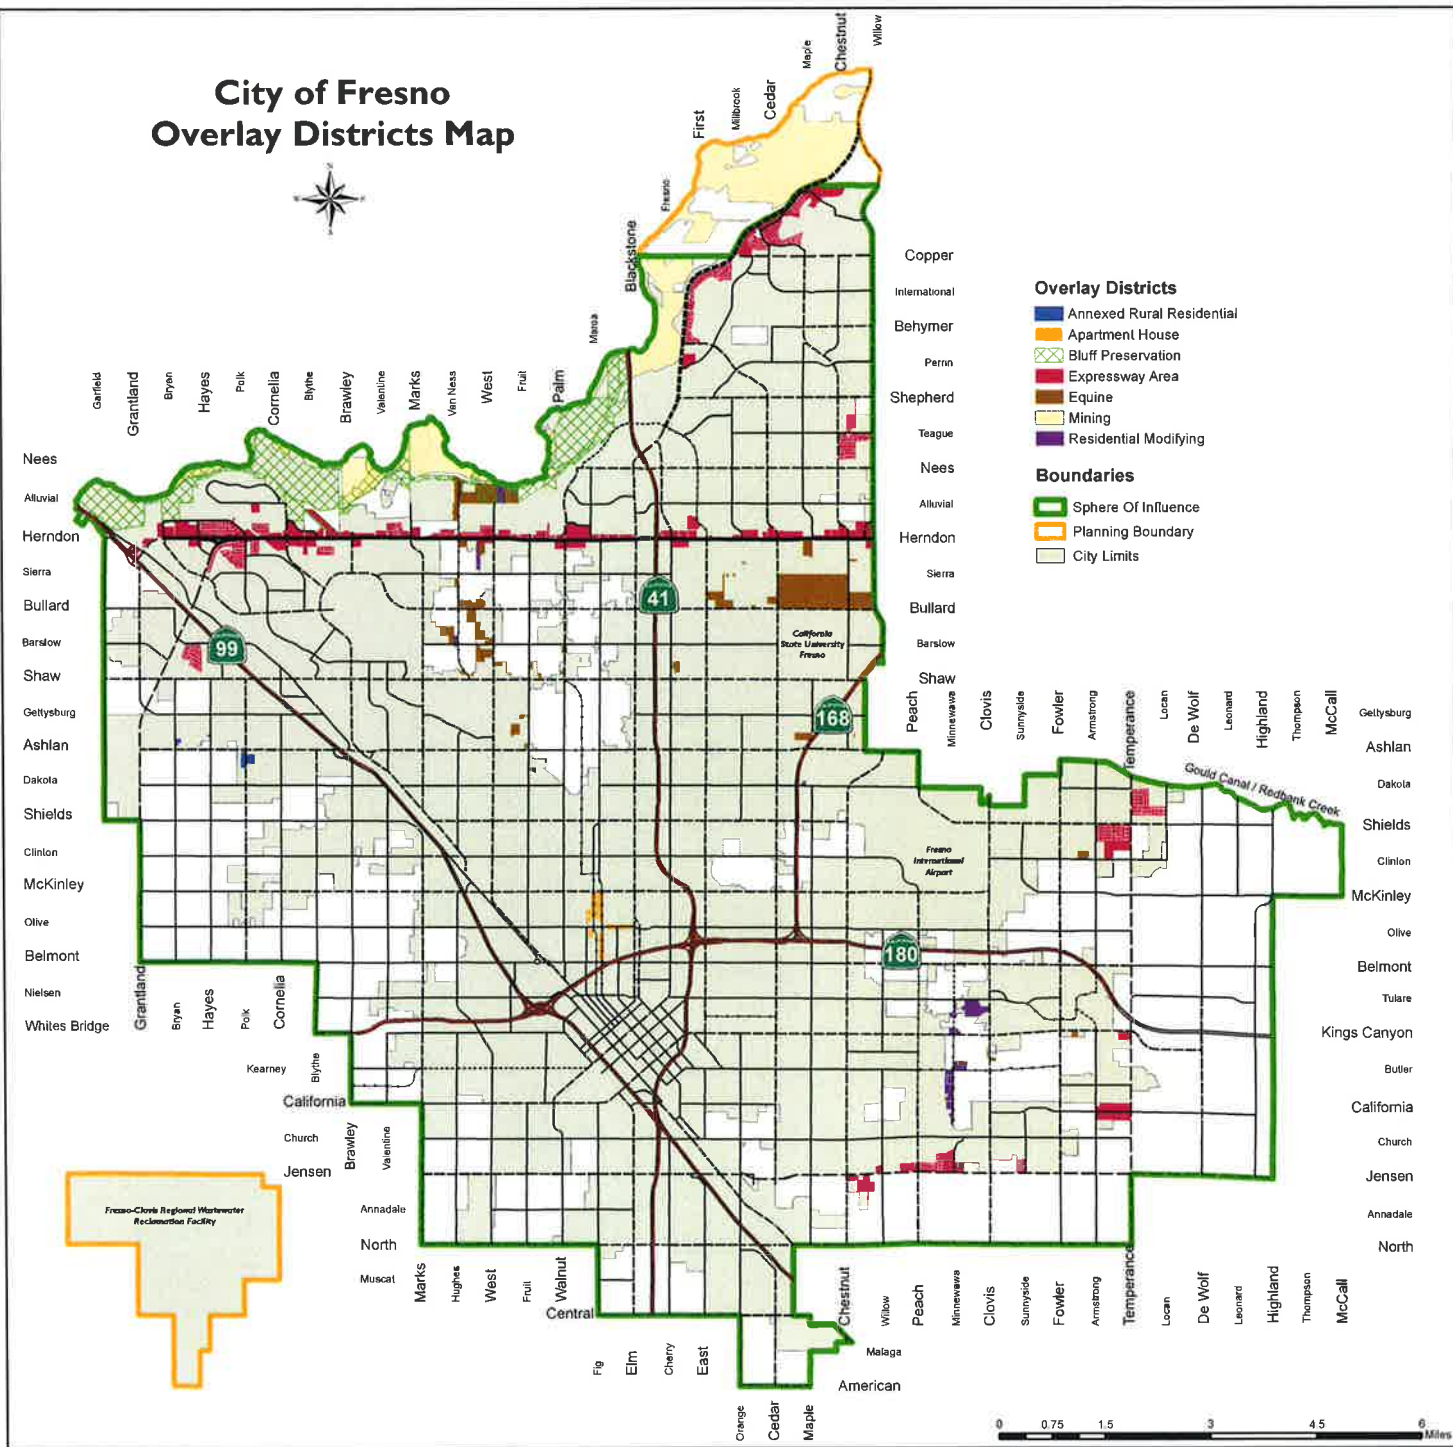 City of Fresno
Overlay Districts Map
Willow
Chestnut
Maple
Cedar
Millbrook
First
Fresno
Blackstone
Maroa
Copper
International
Behymer
Perrin
Shepherd
Teague
Nees
Alluvial
Herndon
Sierra
Bullard
Barstow
Shaw
Overlay Districts
Annexed Rural Residential
Apartment House
Bluff Preservation
Expressway Area
Equine
Mining
Residential Modifying
Boundaries
Sphere Of Influence
Planning Boundary
City Limits
Garfield
Grantland
Bryan
Hayes
Polk
Cornelia
Blythe
Brawley
Valentine
Marks
Van Ness
West
Fruit
Palm
Nees
Alluvial
Herndon
Sierra
Bullard
Barstow
Shaw
Gettysburg
Ashlan
Dakota
Shields
Clinton
McKinley
Olive
Belmont
Nielsen
Whites Bridge
41
99
168
180
California
State University
Fresno
Fresno
International
Airport
Peach
Minnewawa
Clovis
Sunnyside
Fowler
Armstrong
Temperance
Locan
De Wolf
Leonard
Highland
Thompson
McCall
Gould Canal / Redbank Creek
Gettysburg
Ashlan
Dakota
Shields
Clinton
McKinley
Olive
Belmont
Tulare
Kings Canyon
Butler
California
Church
Jensen
Annadale
North
Grantland
Bryan
Hayes
Polk
Cornelia
Kearney
Blythe
California
Church
Brawley
Valentine
Jensen
Annadale
North
Muscat
Fresno-Clovis Regional Wastewater
Reclamation Facility
Marks
Hughes
West
Fruit
Walnut
Central
Fig
Elm
Cherry
East
Orange
Cedar
Maple
American
Malaga
Chestnut
Willow
Peach
Minnewawa
Clovis
Sunnyside
Fowler
Armstrong
Temperance
Locan
De Wolf
Leonard
Highland
Thompson
McCall
0 0.75 1.5 3 4.5 6
Miles